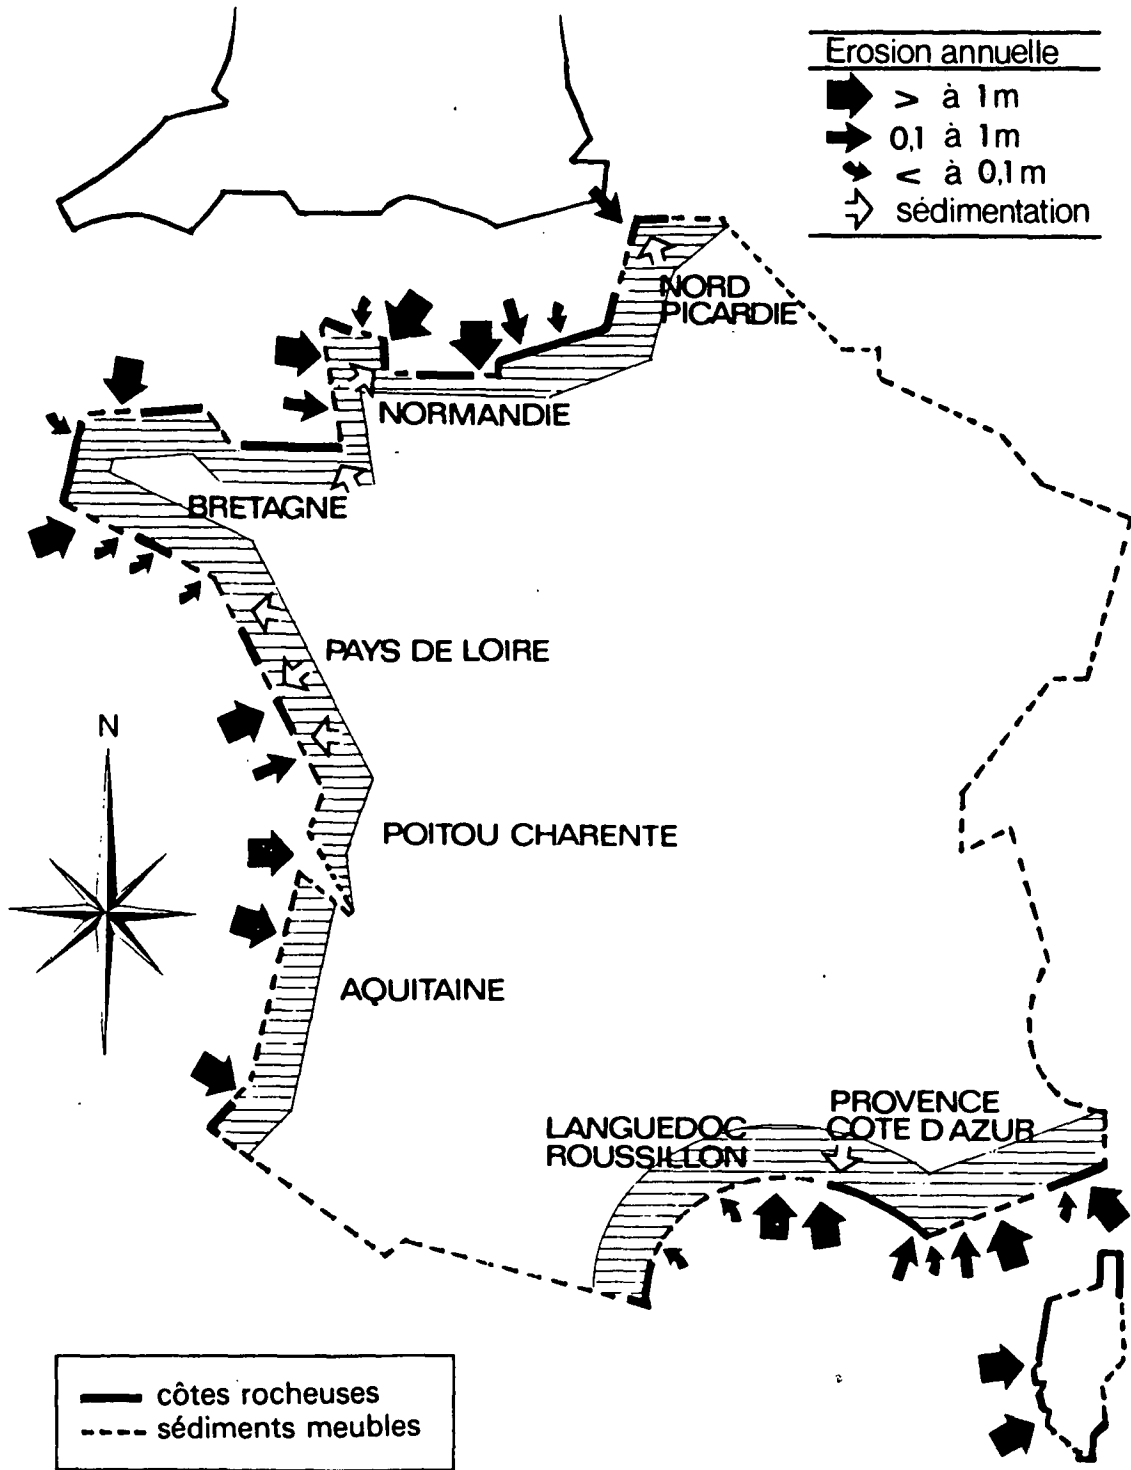 Erosion annuelle
> à 1m
0,1 à 1m
< à 0,1m
sédimentation
NORD
PICARDIE
NORMANDIE
BRETAGNE
PAYS DE LOIRE
N
POITOU CHARENTE
AQUITAINE
PROVENCE
COTE D AZUR
LANGUEDOC
ROUSSILLON
côtes rocheuses
sédiments meubles